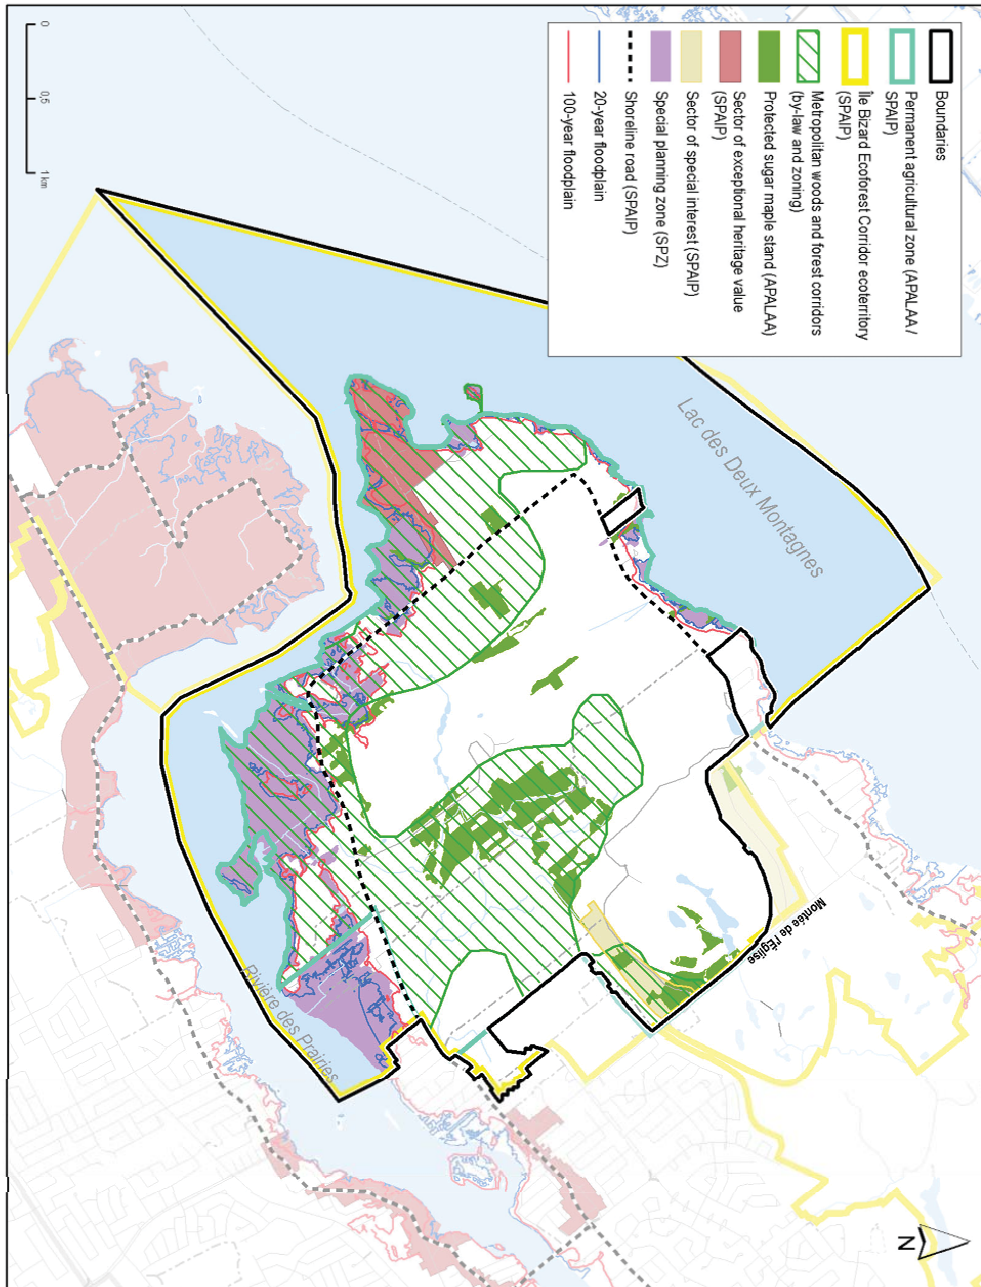 Boundaries
Permanent agricultural zone (APALAA /
SPAIP)
Île Bizard Ecoforest Corridor ecoterritory
(SPAIP)
Metropolitan woods and forest corridors
(by-law and zoning)
Protected sugar maple stand (APALAA)
Sector of exceptional heritage value
(SPAIP)
Sector of special interest (SPAIP)
Special planning zone (SPZ)
Shoreline road (SPAIP)
20-year floodplain
100-year floodplain
0
0,5
1 km
Lac des Deux Montagnes
Montée de l'Église
Rivière des Prairies
N